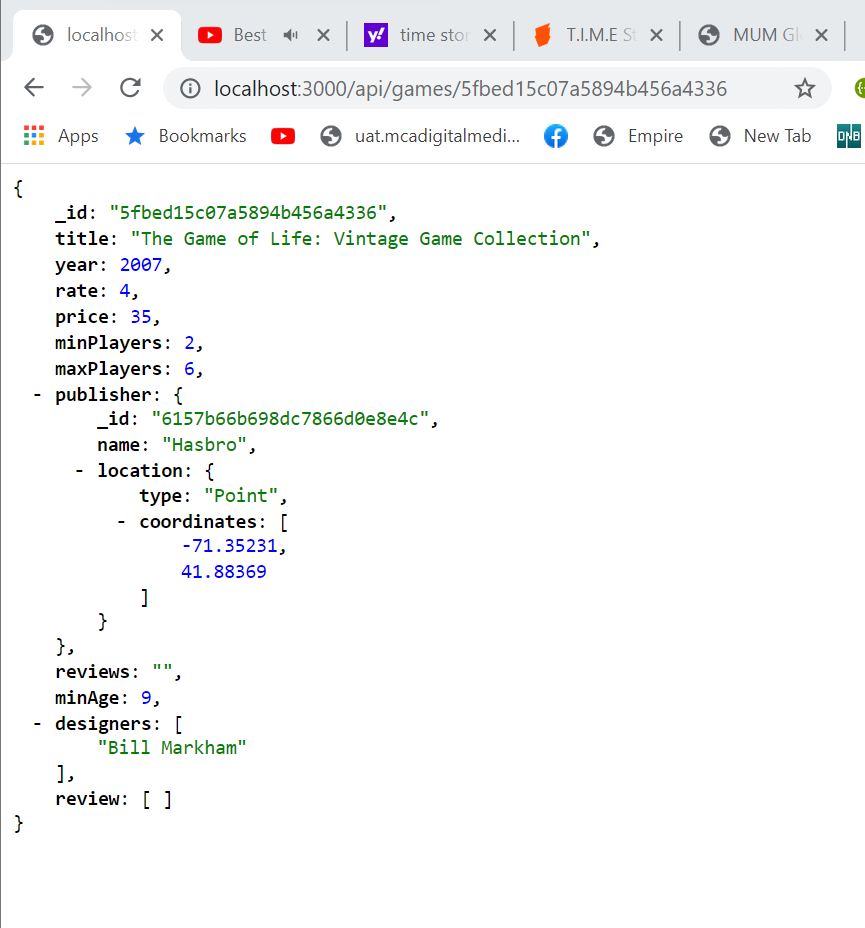 localhost Best time stor T.I.M.E St MUM Gl
localhost:3000/api/games/5fbed15c07a5894b456a4336
Apps Bookmarks uat.mcadigitalmedi... Empire New Tab DNB
{
_id: "5fbed15c07a5894b456a4336",
title: "The Game of Life: Vintage Game Collection",
year: 2007,
rate: 4,
price: 35,
minPlayers: 2,
maxPlayers: 6,
- publisher: {
_id: "6157b66b698dc7866d0e8e4c",
name: "Hasbro",
- location: {
type: "Point",
- coordinates: [
-71.35231,
41.88369
]
}
},
reviews: "",
minAge: 9,
- designers: [
"Bill Markham"
],
review: [ ]
}